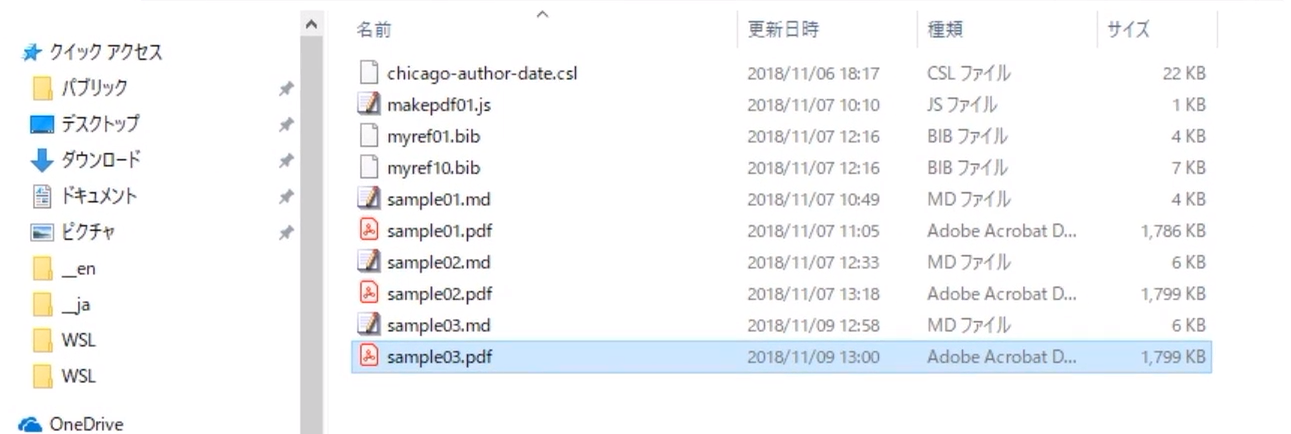 クイック アクセス
パブリック
デスクトップ
ダウンロード
ドキュメント
ピクチャ
__en
__ja
WSL
WSL
OneDrive
名前 更新日時 種類 サイズ
chicago-author-date.csl 2018/11/06 18:17 CSL ファイル 22 KB
makepdf01.js 2018/11/07 10:10 JS ファイル 1 KB
myref01.bib 2018/11/07 12:16 BIB ファイル 4 KB
myref10.bib 2018/11/07 12:16 BIB ファイル 7 KB
sample01.md 2018/11/07 10:49 MD ファイル 4 KB
sample01.pdf 2018/11/07 11:05 Adobe Acrobat D... 1,786 KB
sample02.md 2018/11/07 12:33 MD ファイル 6 KB
sample02.pdf 2018/11/07 13:18 Adobe Acrobat D... 1,799 KB
sample03.md 2018/11/09 12:58 MD ファイル 6 KB
sample03.pdf 2018/11/09 13:00 Adobe Acrobat D... 1,799 KB